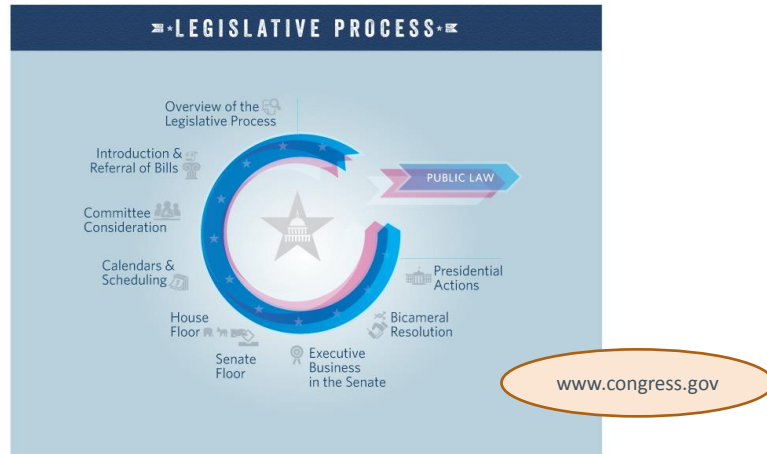 LEGISLATIVE PROCESS
Overview of the
Legislative Process
Introduction &
Referral of Bills
Committee
Consideration
Calendars &
Scheduling
House
Floor
Senate
Floor
Executive
Business
in the Senate
Bicameral
Resolution
Presidential
Actions
PUBLIC LAW
www.congress.gov